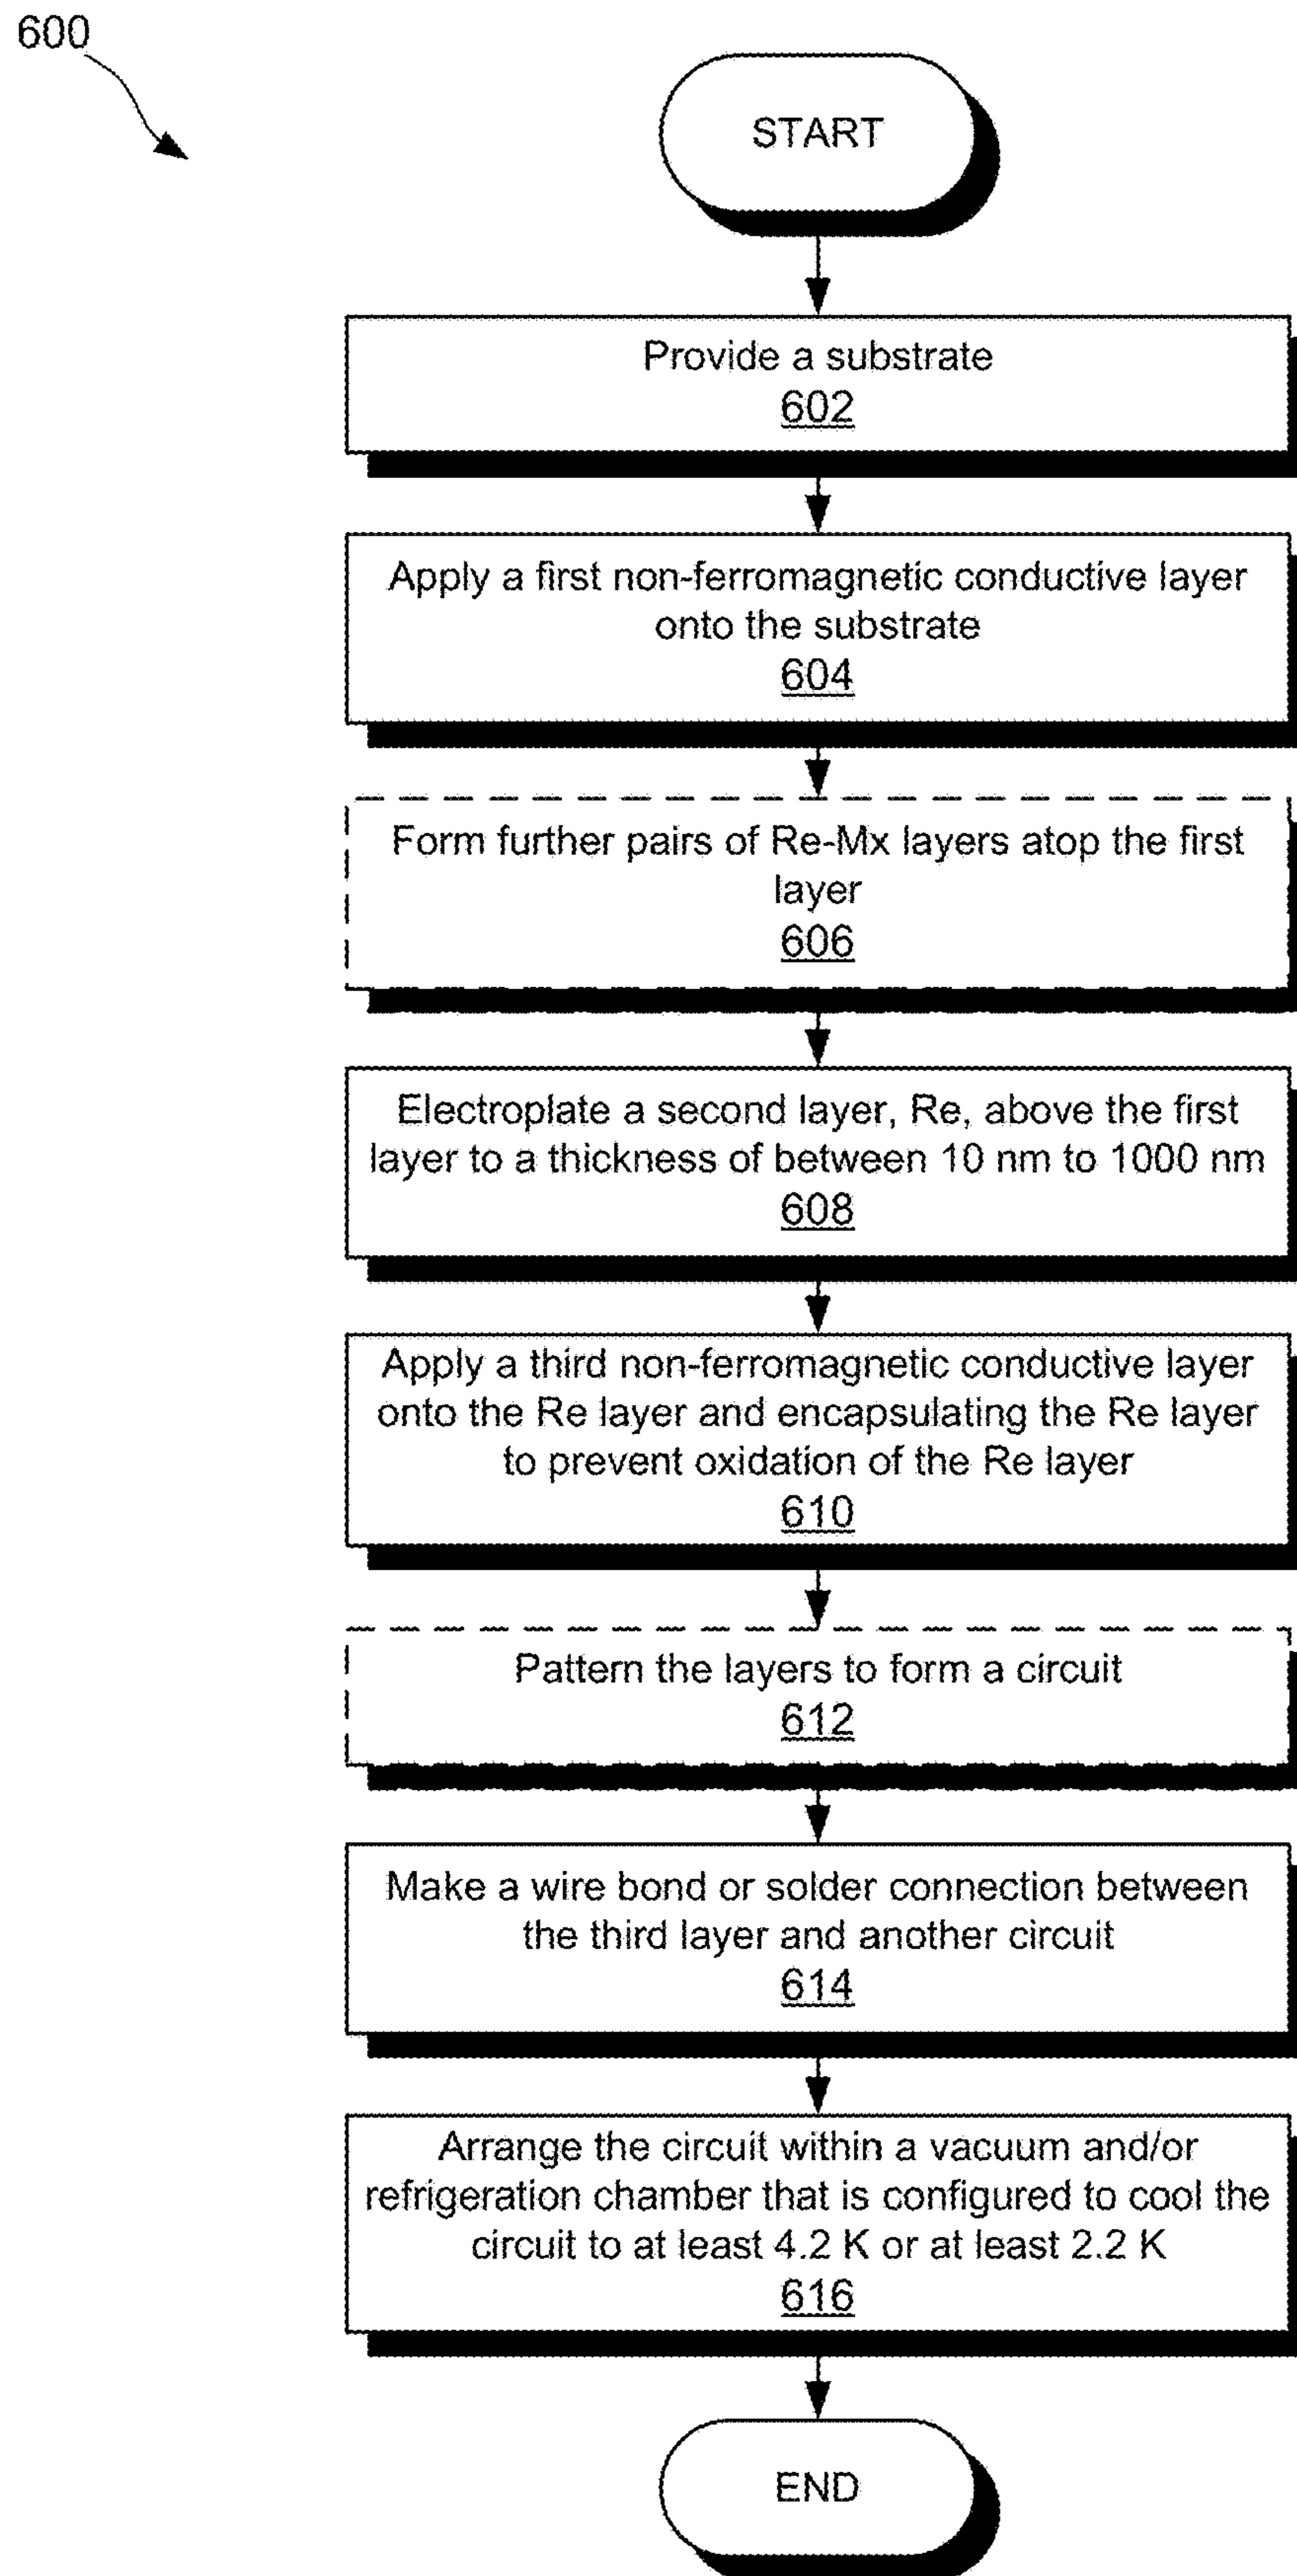 600
START
Provide a substrate
602
Apply a first non-ferromagnetic conductive layer
onto the substrate
604
Form further pairs of Re-Mx layers atop the first
layer
606
Electroplate a second layer, Re, above the first
layer to a thickness of between 10 nm to 1000 nm
608
Apply a third non-ferromagnetic conductive layer
onto the Re layer and encapsulating the Re layer
to prevent oxidation of the Re layer
610
Pattern the layers to form a circuit
612
Make a wire bond or solder connection between
the third layer and another circuit
614
Arrange the circuit within a vacuum and/or
refrigeration chamber that is configured to cool the
circuit to at least 4.2 K or at least 2.2 K
616
END